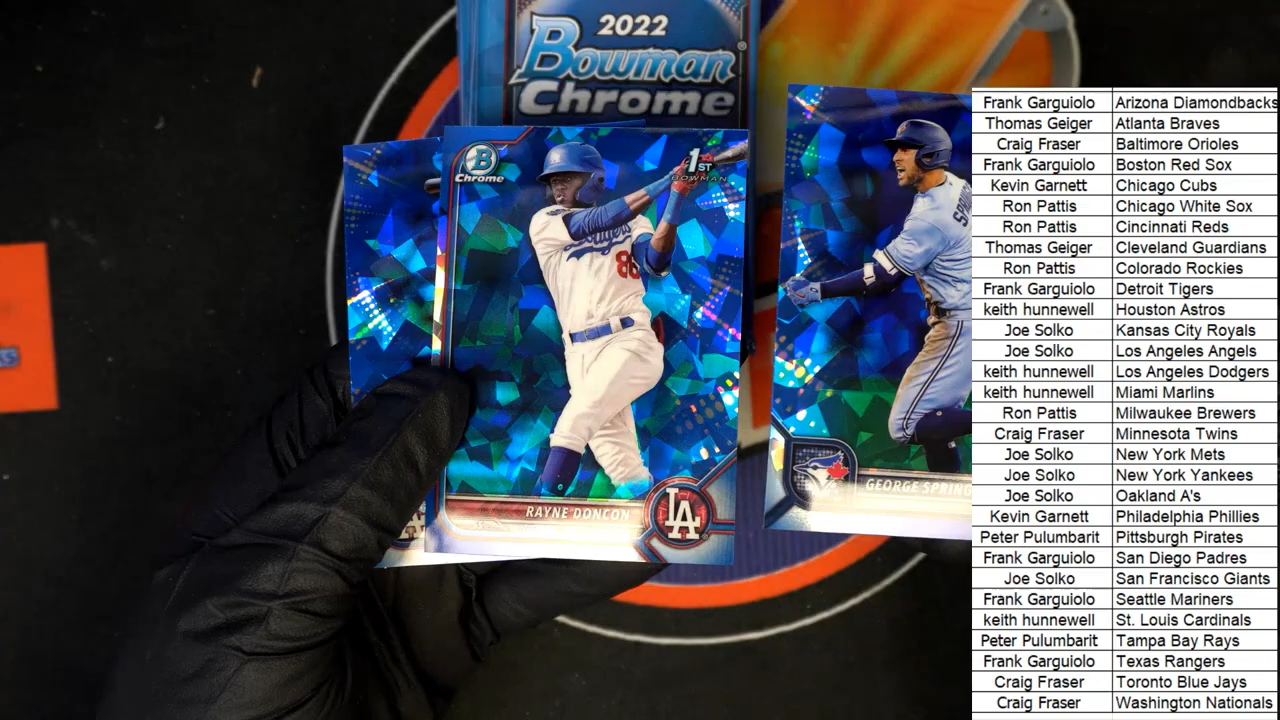 2022
Bowman
Chrome
B
Chrome
1ST
BOWMAN
Dodgers
86
RAYNE DONCON
LA
GEORGE SPRING
Frank Garguiolo Arizona Diamondbacks
Thomas Geiger Atlanta Braves
Craig Fraser Baltimore Orioles
Frank Garguiolo Boston Red Sox
Kevin Garnett Chicago Cubs
Ron Pattis Chicago White Sox
Ron Pattis Cincinnati Reds
Thomas Geiger Cleveland Guardians
Ron Pattis Colorado Rockies
Frank Garguiolo Detroit Tigers
keith hunnewell Houston Astros
Joe Solko Kansas City Royals
Joe Solko Los Angeles Angels
keith hunnewell Los Angeles Dodgers
keith hunnewell Miami Marlins
Ron Pattis Milwaukee Brewers
Craig Fraser Minnesota Twins
Joe Solko New York Mets
Joe Solko New York Yankees
Joe Solko Oakland A's
Kevin Garnett Philadelphia Phillies
Peter Pulumbarit Pittsburgh Pirates
Frank Garguiolo San Diego Padres
Joe Solko San Francisco Giants
Frank Garguiolo Seattle Mariners
keith hunnewell St. Louis Cardinals
Peter Pulumbarit Tampa Bay Rays
Frank Garguiolo Texas Rangers
Craig Fraser Toronto Blue Jays
Craig Fraser Washington Nationals